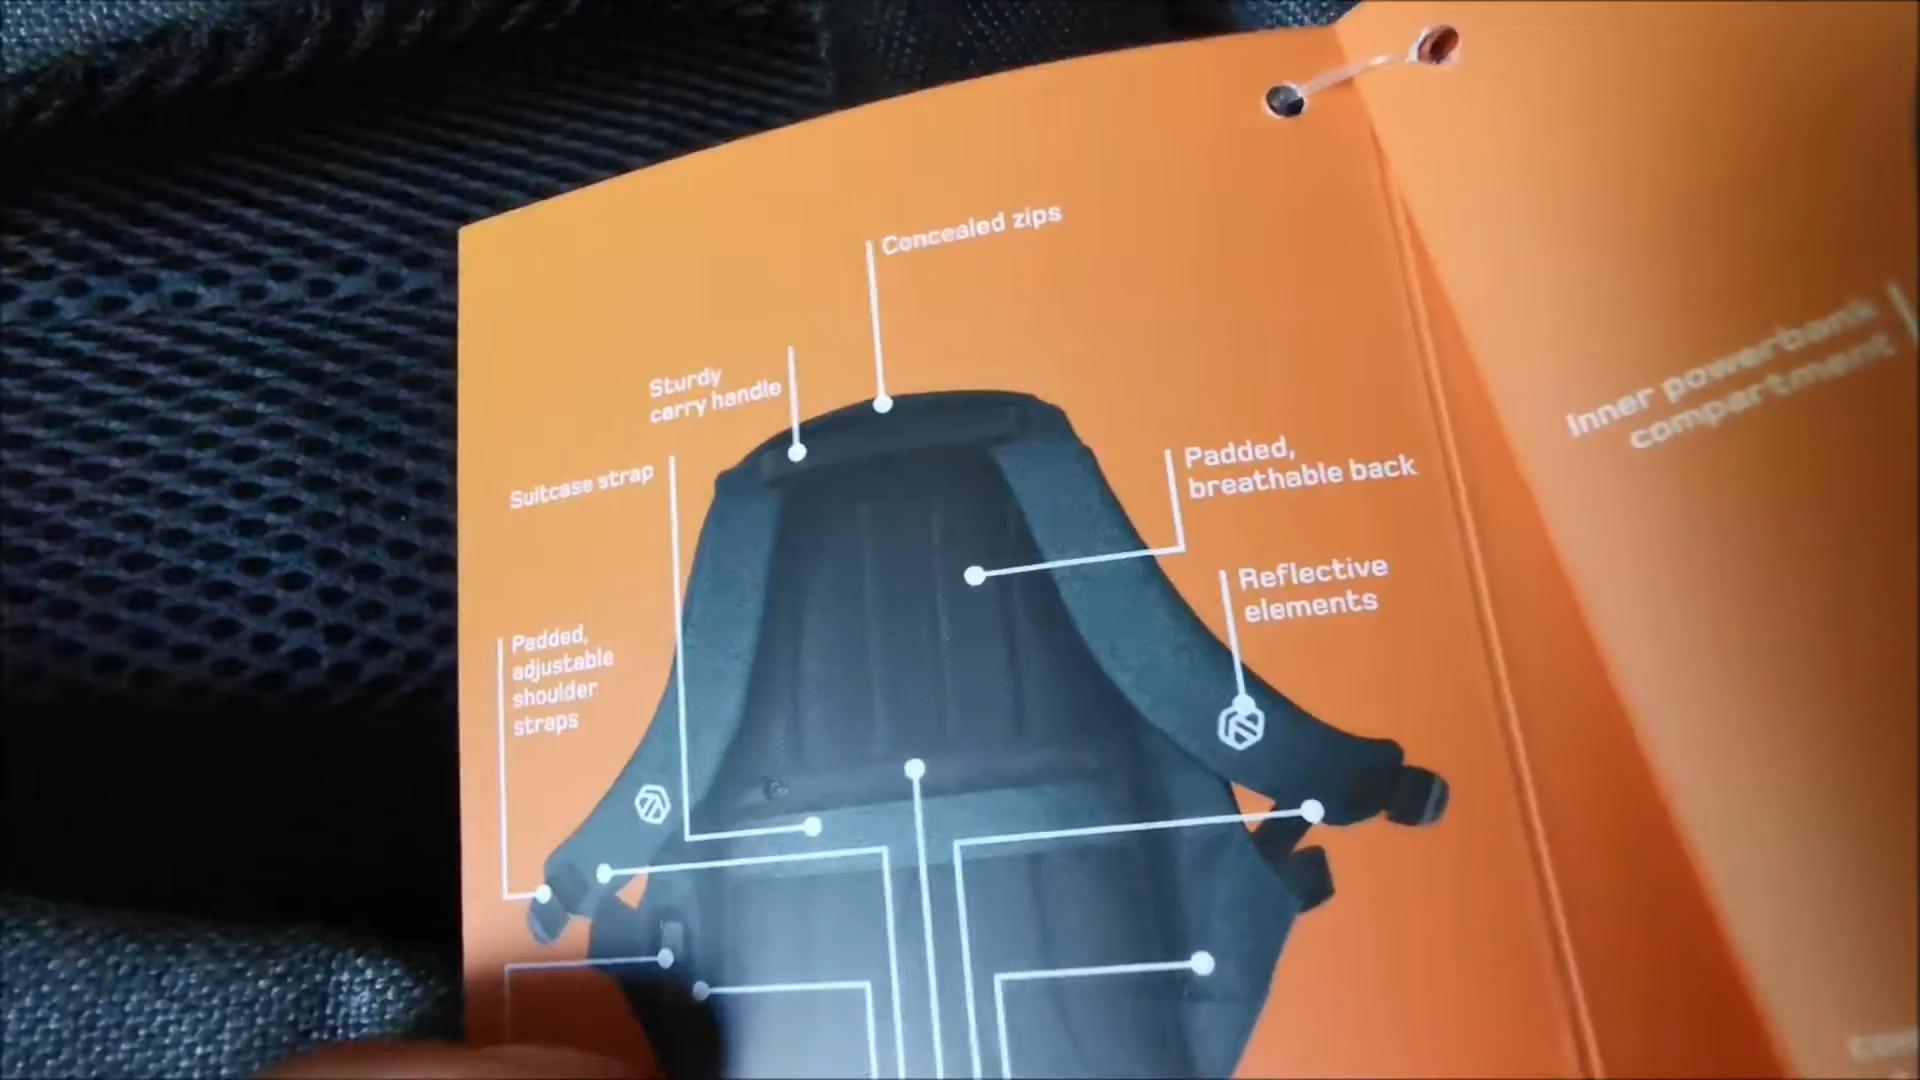 Concealed zips
Sturdy
carry handle
Suitcase strap
Padded,
breathable back
Reflective
elements
Padded,
adjustable
shoulder
straps
Inner powerbank
compartment